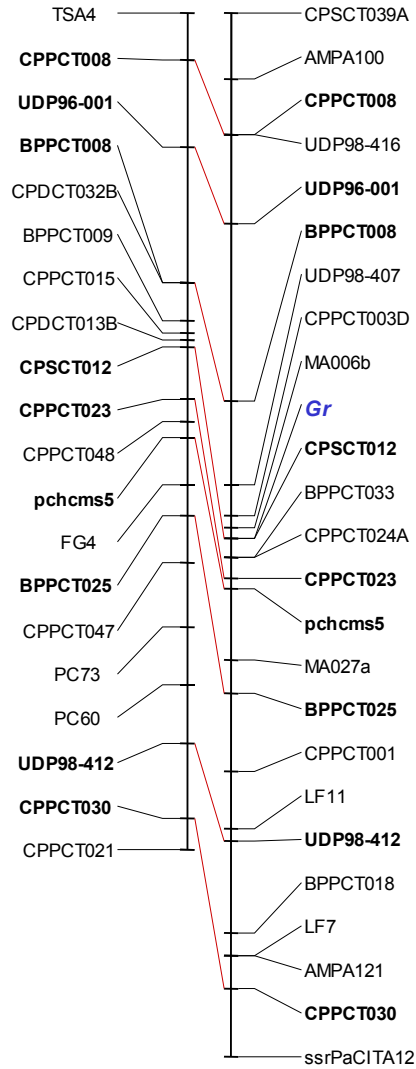 TSA4
CPPCT008
UDP96-001
BPPCT008
CPDCT032B
BPPCT009
CPPCT015
CPDCT013B
CPSCT012
CPPCT023
CPPCT048
pchcms5
FG4
BPPCT025
CPPCT047
PC73
PC60
UDP98-412
CPPCT030
CPPCT021
CPSCT039A
AMPA100
CPPCT008
UDP98-416
UDP96-001
BPPCT008
UDP98-407
CPPCT003D
MA006b
Gr
CPSCT012
BPPCT033
CPPCT024A
CPPCT023
pchcms5
MA027a
BPPCT025
CPPCT001
LF11
UDP98-412
BPPCT018
LF7
AMPA121
CPPCT030
ssrPaCITA12